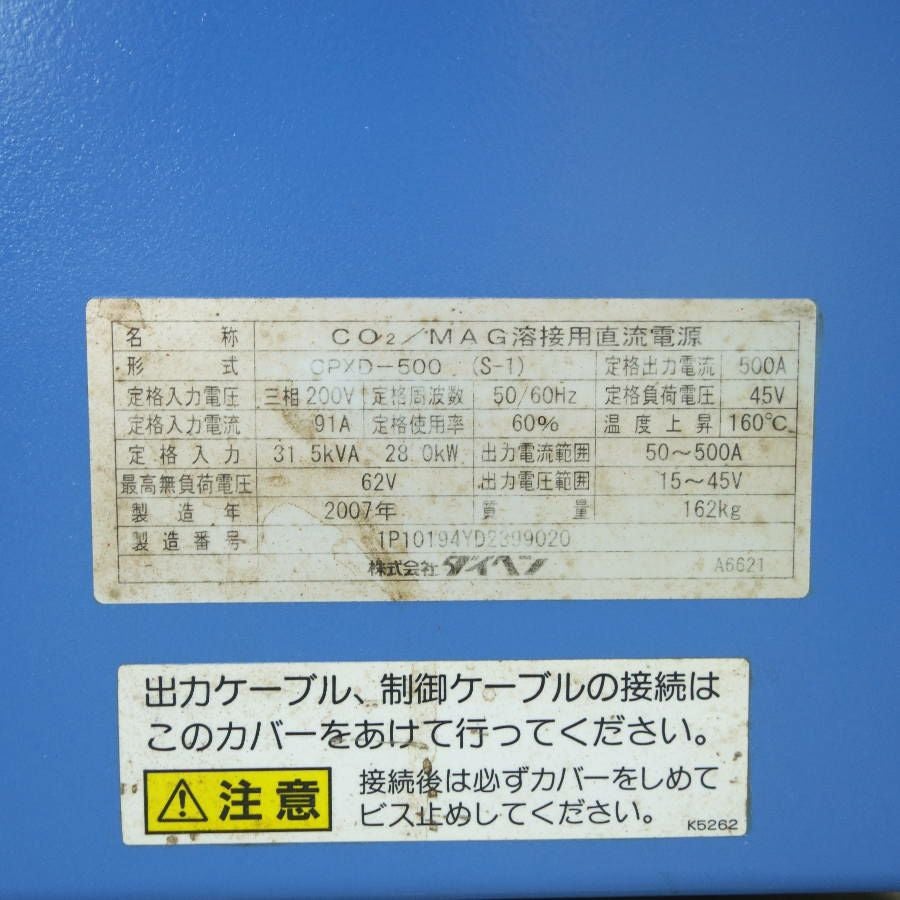 名称 CO₂／MAG溶接用直流電源
形式 CPXD－500 (S-1) 定格出力電流 500A
定格入力電圧 三相 200V 定格周波数 50/60Hz 定格負荷電圧 45V
定格入力電流 91A 定格使用率 60% 温度上昇 160℃
定格入力 31.5kVA 28.0kW 出力電流範囲 50～500A
最高無負荷電圧 62V 出力電圧範囲 15～45V
製造年 2007年 質量 162kg
製造番号 1P10194YD2399020
株式会社 ダイヘン A6621
出力ケーブル、制御ケーブルの接続は
このカバーをあけて行ってください。
⚠注意 接続後は必ずカバーをしめて
ビス止めしてください。
K5262